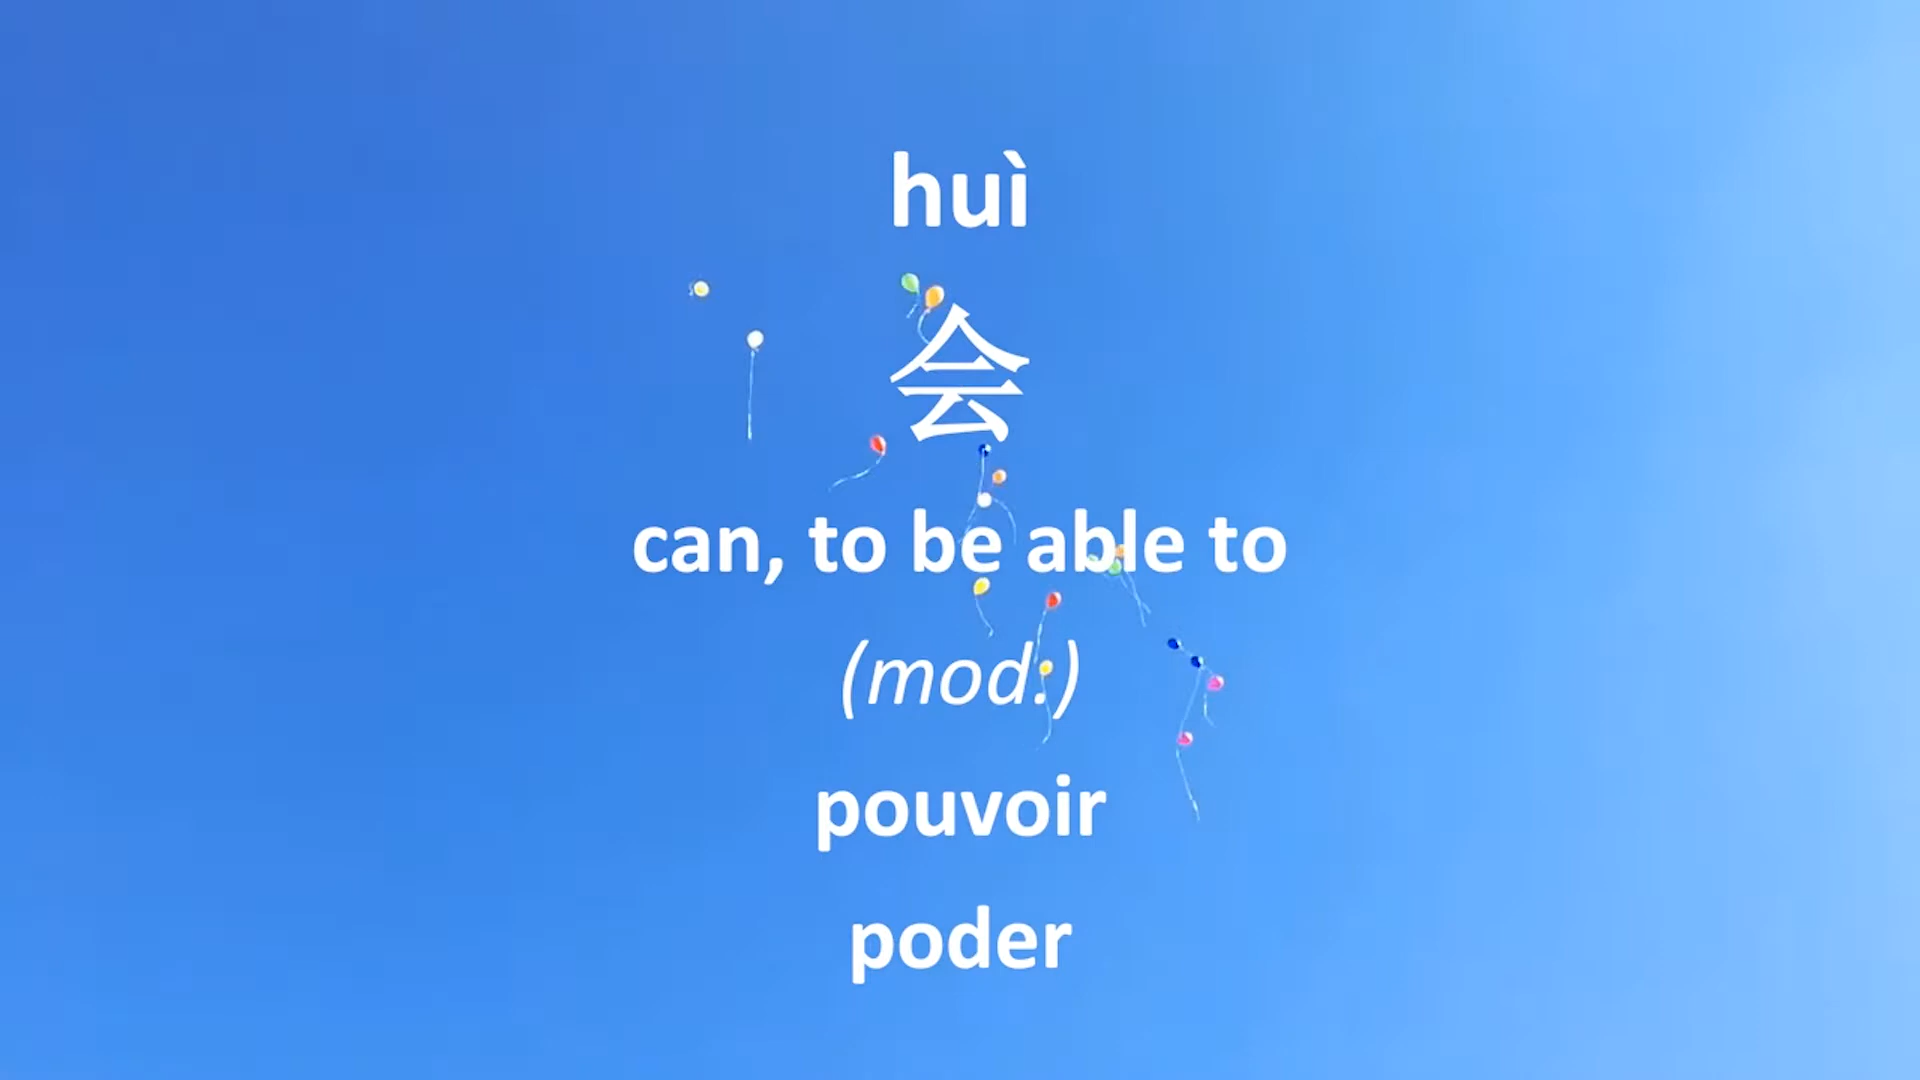 huì
会
can, to be able to
(mod.)
pouvoir
poder